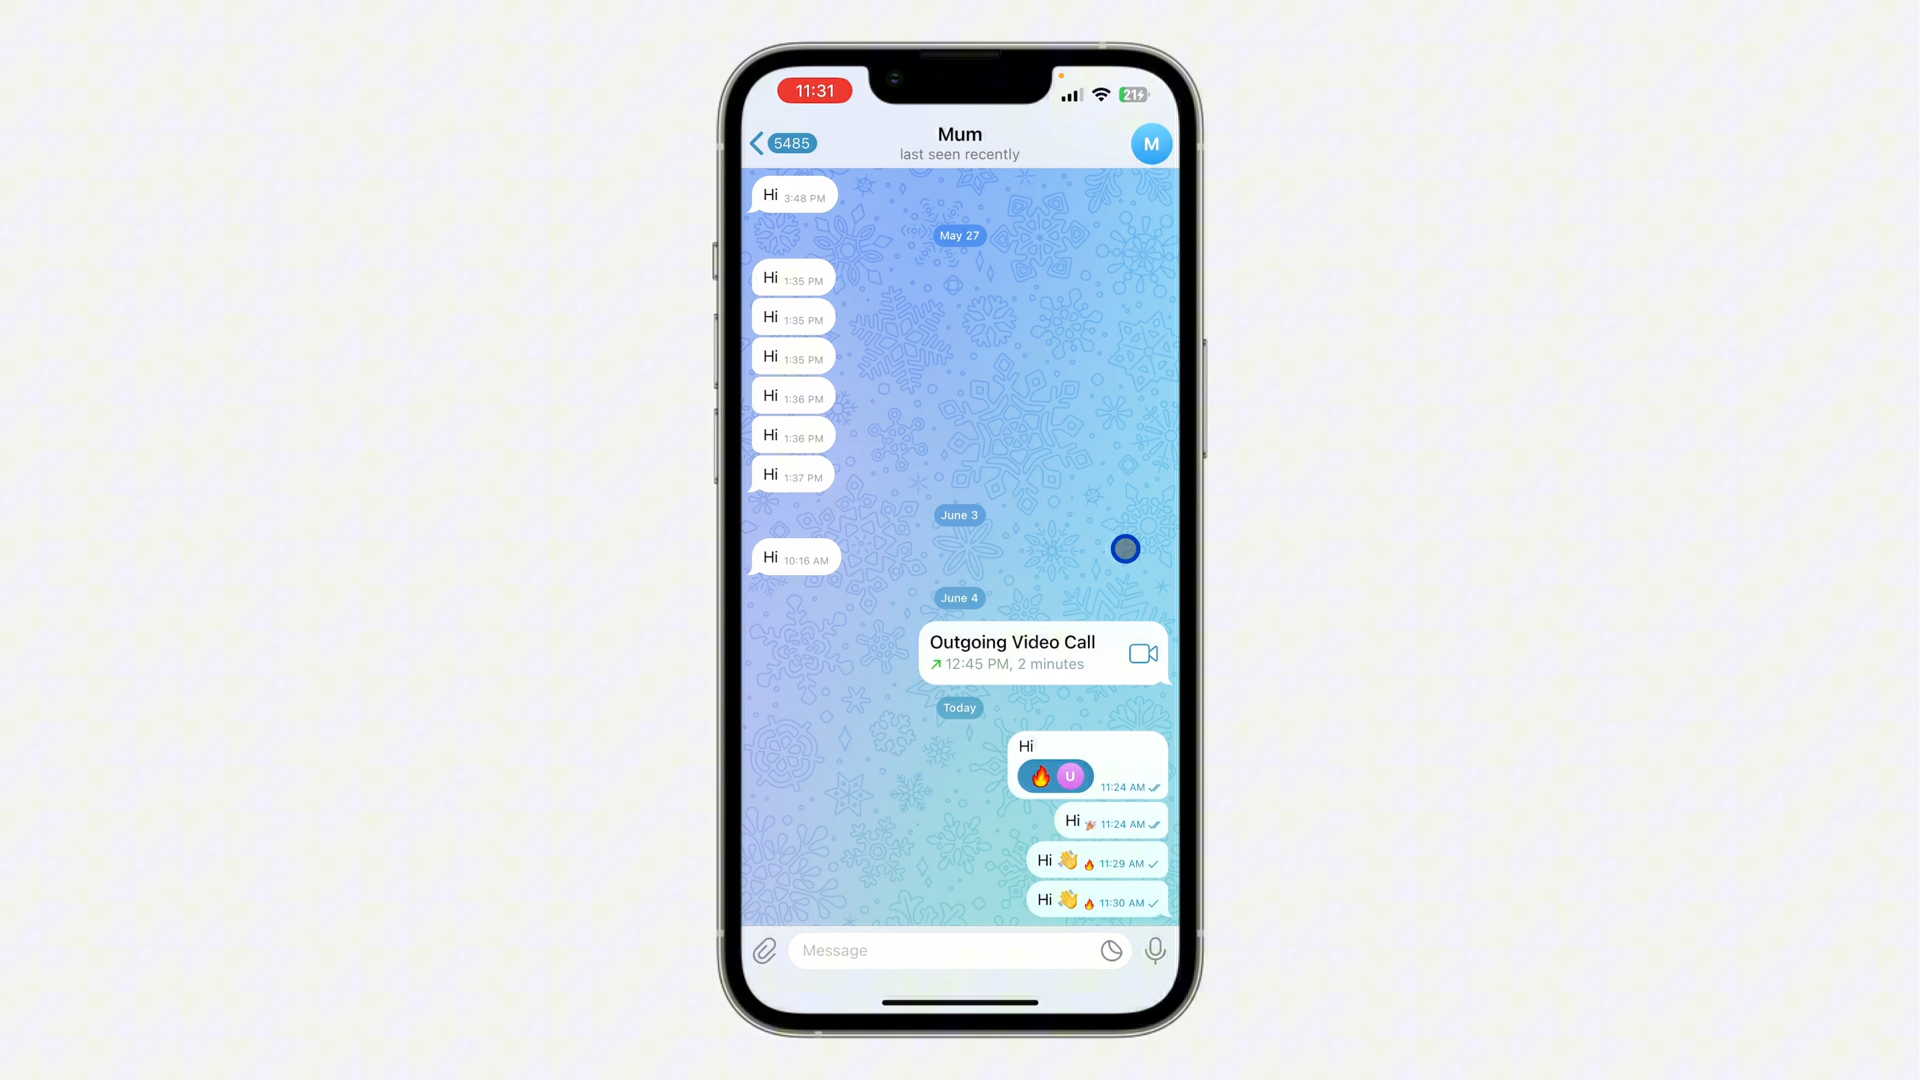 11:31
21
5485
Mum
last seen recently
M
Hi 3:48 PM
May 27
Hi 1:35 PM
Hi 1:35 PM
Hi 1:35 PM
Hi 1:36 PM
Hi 1:36 PM
Hi 1:37 PM
June 3
Hi 10:16 AM
June 4
Outgoing Video Call
12:45 PM, 2 minutes
Today
Hi
🔥 U 11:24 AM
Hi 🎉 11:24 AM
Hi 👋 🔥 11:29 AM
Hi 👋 🔥 11:30 AM
Message